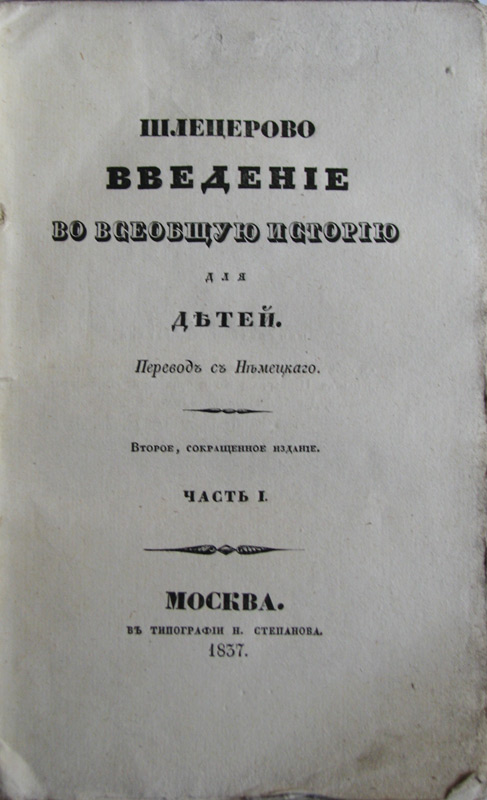 ШЛЕЦЕРОВО
ВВЕДЕНІЕ
ВО ВСЕОБЩУЮ ИСТОРІЮ
ДЛЯ
ДѢТЕЙ.
Переводъ съ Нѣмецкаго.
Второе, сокращенное изданіе.
ЧАСТЬ I.
МОСКВА.
ВЪ ТИПОГРАФІИ Н. СТЕПАНОВА.
1837.